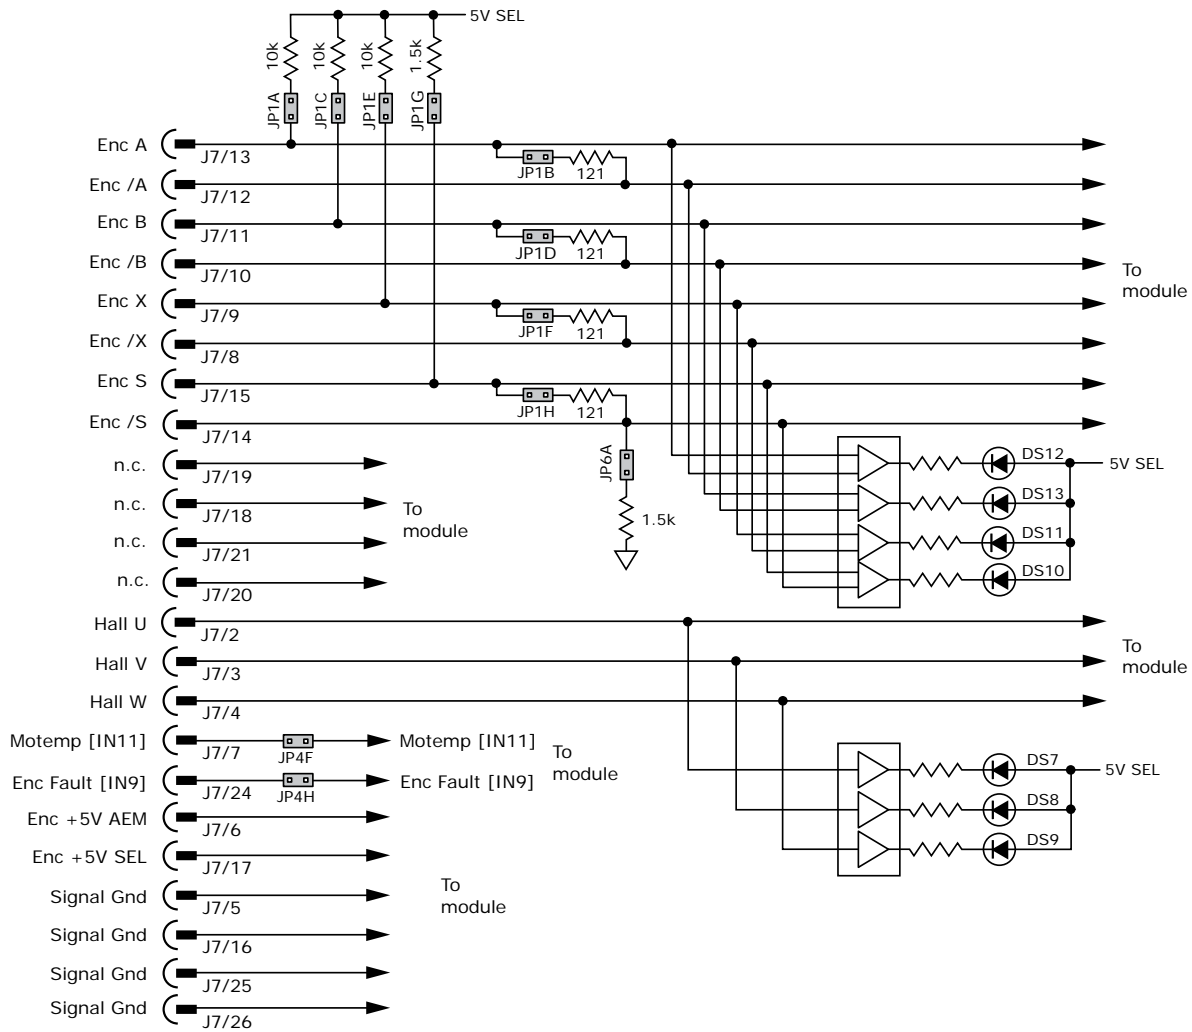 5V SEL
10k
10k
10k
1.5k
JP1A
JP1C
JP1E
JP1G
Enc A
J7/13
JP1B
121
Enc /A
J7/12
Enc B
J7/11
JP1D
121
Enc /B
J7/10
To
module
Enc X
J7/9
JP1F
121
Enc /X
J7/8
Enc S
J7/15
JP1H
121
Enc /S
J7/14
JP6A
1.5k
n.c.
J7/19
n.c.
J7/18
To
module
n.c.
J7/21
n.c.
J7/20
DS12
5V SEL
DS13
DS11
DS10
Hall U
J7/2
Hall V
J7/3
To
module
Hall W
J7/4
Motemp [IN11]
J7/7
JP4F
Motemp [IN11]
To
module
Enc Fault [IN9]
J7/24
JP4H
Enc Fault [IN9]
DS7
5V SEL
DS8
DS9
Enc +5V AEM
J7/6
Enc +5V SEL
J7/17
Signal Gnd
J7/5
To
module
Signal Gnd
J7/16
Signal Gnd
J7/25
Signal Gnd
J7/26